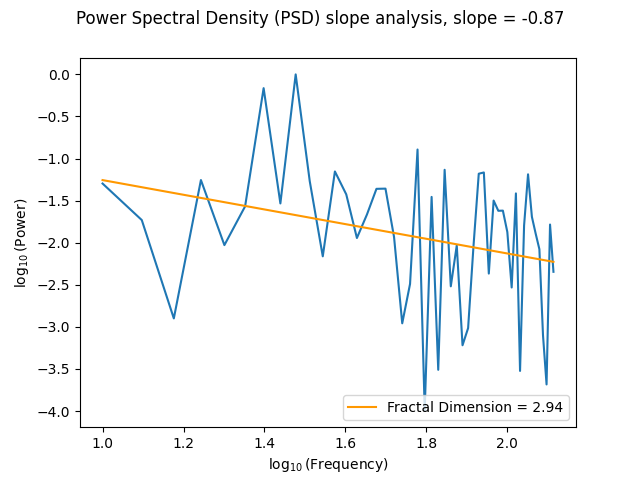 Power Spectral Density (PSD) slope analysis, slope = -0.87
0.0
−0.5
−1.0
−1.5
−2.0
−2.5
−3.0
−3.5
−4.0
log10 (Power)
Fractal Dimension = 2.94
1.0 1.2 1.4 1.6 1.8 2.0
log10 (Frequency)